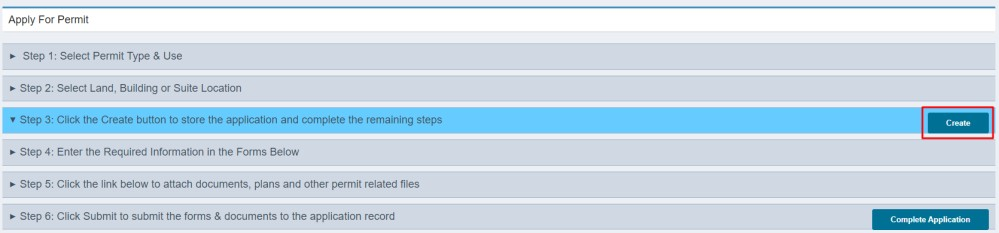 Apply For Permit
Step 1: Select Permit Type & Use
Step 2: Select Land, Building or Suite Location
Step 3: Click the Create button to store the application and complete the remaining steps
Create
Step 4: Enter the Required Information in the Forms Below
Step 5: Click the link below to attach documents, plans and other permit related files
Step 6: Click Submit to submit the forms & documents to the application record
Complete Application